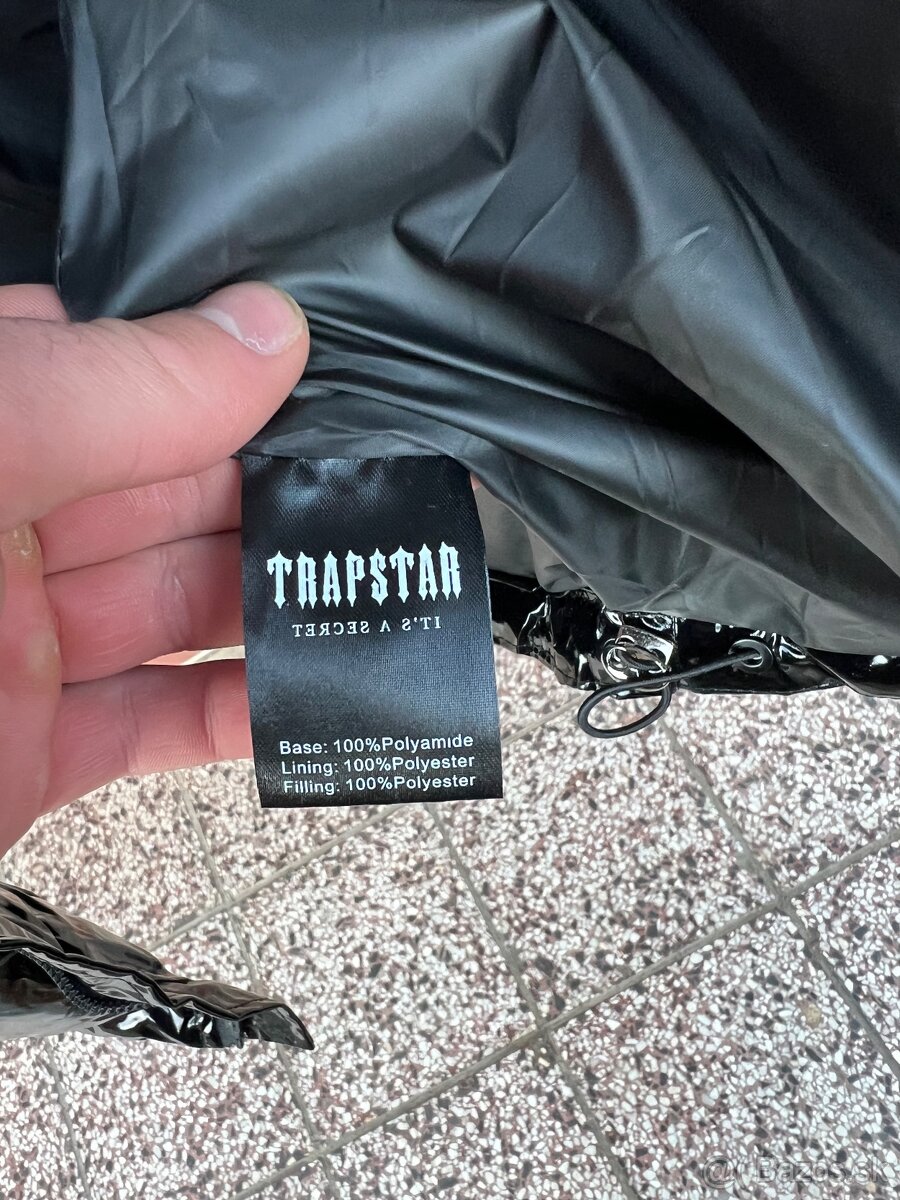 TRAPSTAR
IT'S A SECRET
Base: 100%Polyamide
Lining: 100%Polyester
Filling: 100%Polyester
@ Bazos.sk